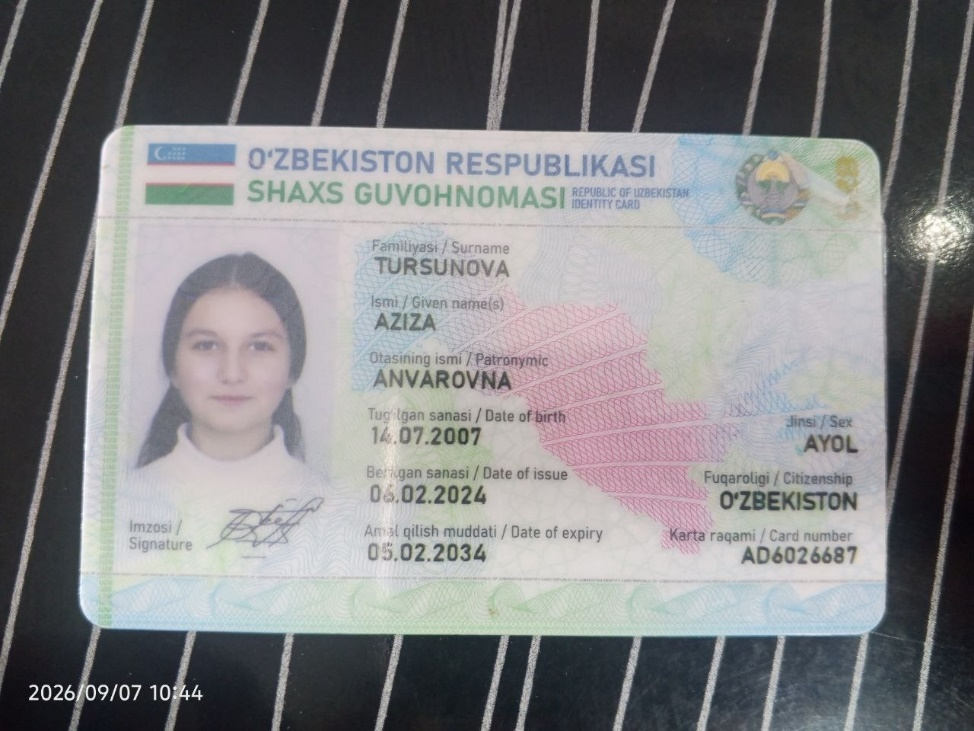 O‘ZBEKISTON RESPUBLIKASI
SHAXS GUVOHNOMASI
REPUBLIC OF UZBEKISTAN
IDENTITY CARD
Familiyasi / Surname
TURSUNOVA
Ismi / Given name(s)
AZIZA
Otasining ismi / Patronymic
ANVAROVNA
Tug‘ilgan sanasi / Date of birth
14.07.2007
Jinsi / Sex
AYOL
Berilgan sanasi / Date of issue
06.02.2024
Fuqaroligi / Citizenship
O‘ZBEKISTON
Amal qilish muddati / Date of expiry
05.02.2034
Karta raqami / Card number
AD6026687
Imzosi /
Signature
2026/09/07 10:44